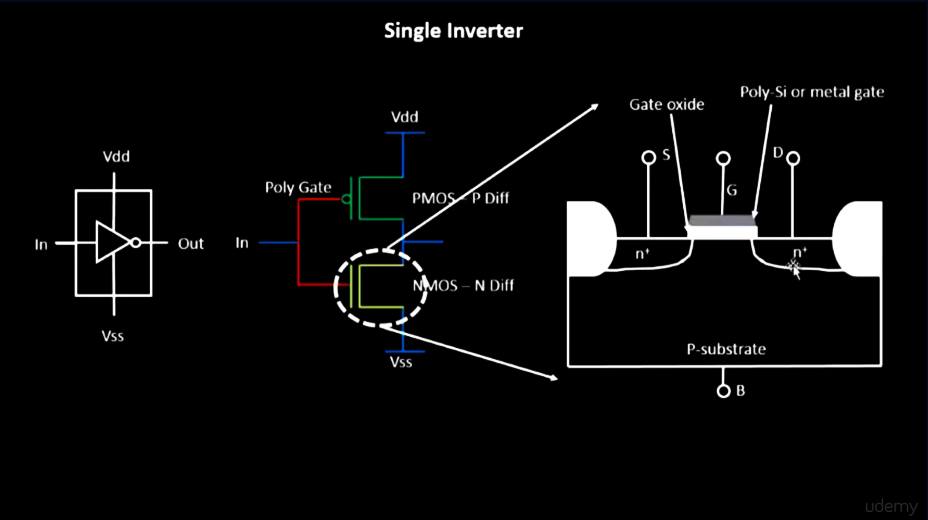 Single Inverter
Vdd
In
Out
Vss
Vdd
Poly Gate
PMOS – P Diff
In
NMOS – N Diff
Vss
Gate oxide
Poly-Si or metal gate
S
G
D
n+
n+
P-substrate
B
udemy